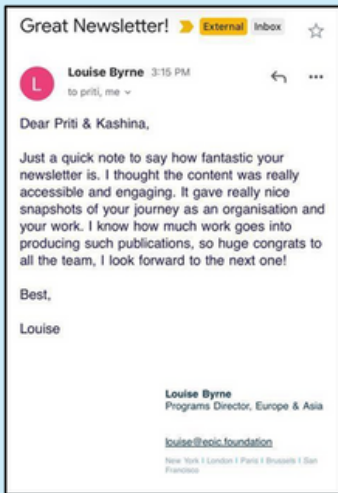 Great Newsletter! External Inbox
L
Louise Byrne 3:15 PM
to priti, me
Dear Priti & Kashina,
Just a quick note to say how fantastic your
newsletter is. I thought the content was really
accessible and engaging. It gave really nice
snapshots of your journey as an organisation and
your work. I know how much work goes into
producing such publications, so huge congrats to
all the team, I look forward to the next one!
Best,
Louise
Louise Byrne
Programs Director, Europe & Asia
louise@epic.foundation
New York I London I Paris I Brussels I San
Francisco